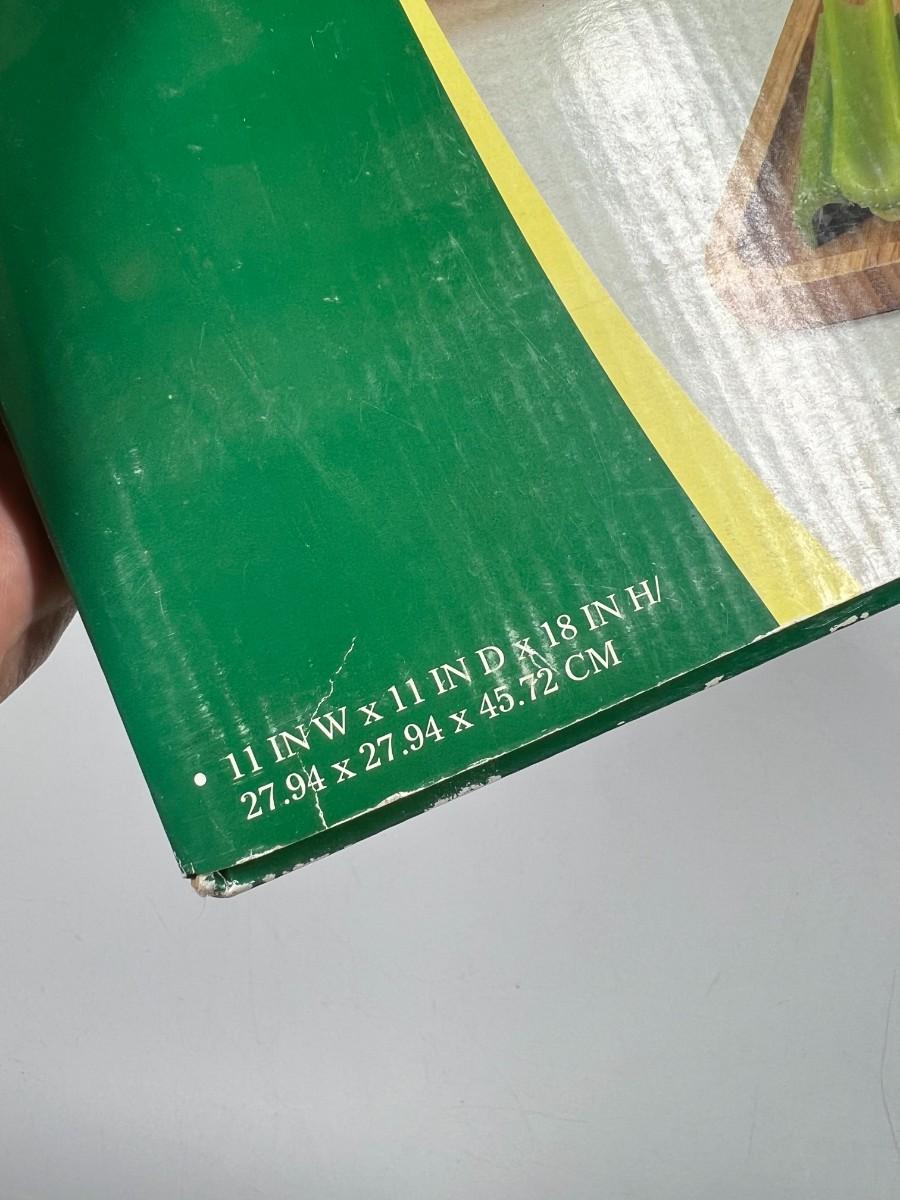 • 11 IN W x 11 IN D x 18 IN H/
27.94 x 27.94 x 45.72 CM